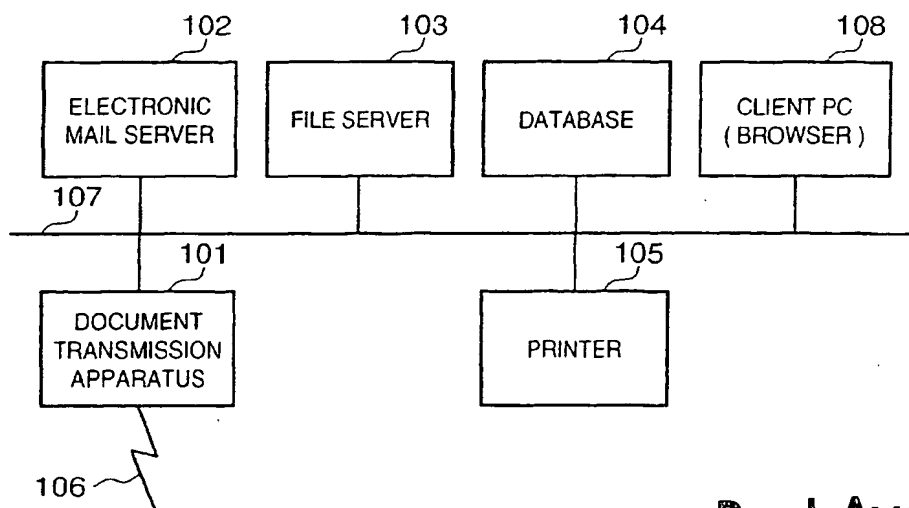 102
103
104
108
ELECTRONIC
MAIL SERVER
FILE SERVER
DATABASE
CLIENT PC
( BROWSER )
107
101
105
DOCUMENT
TRANSMISSION
APPARATUS
PRINTER
106